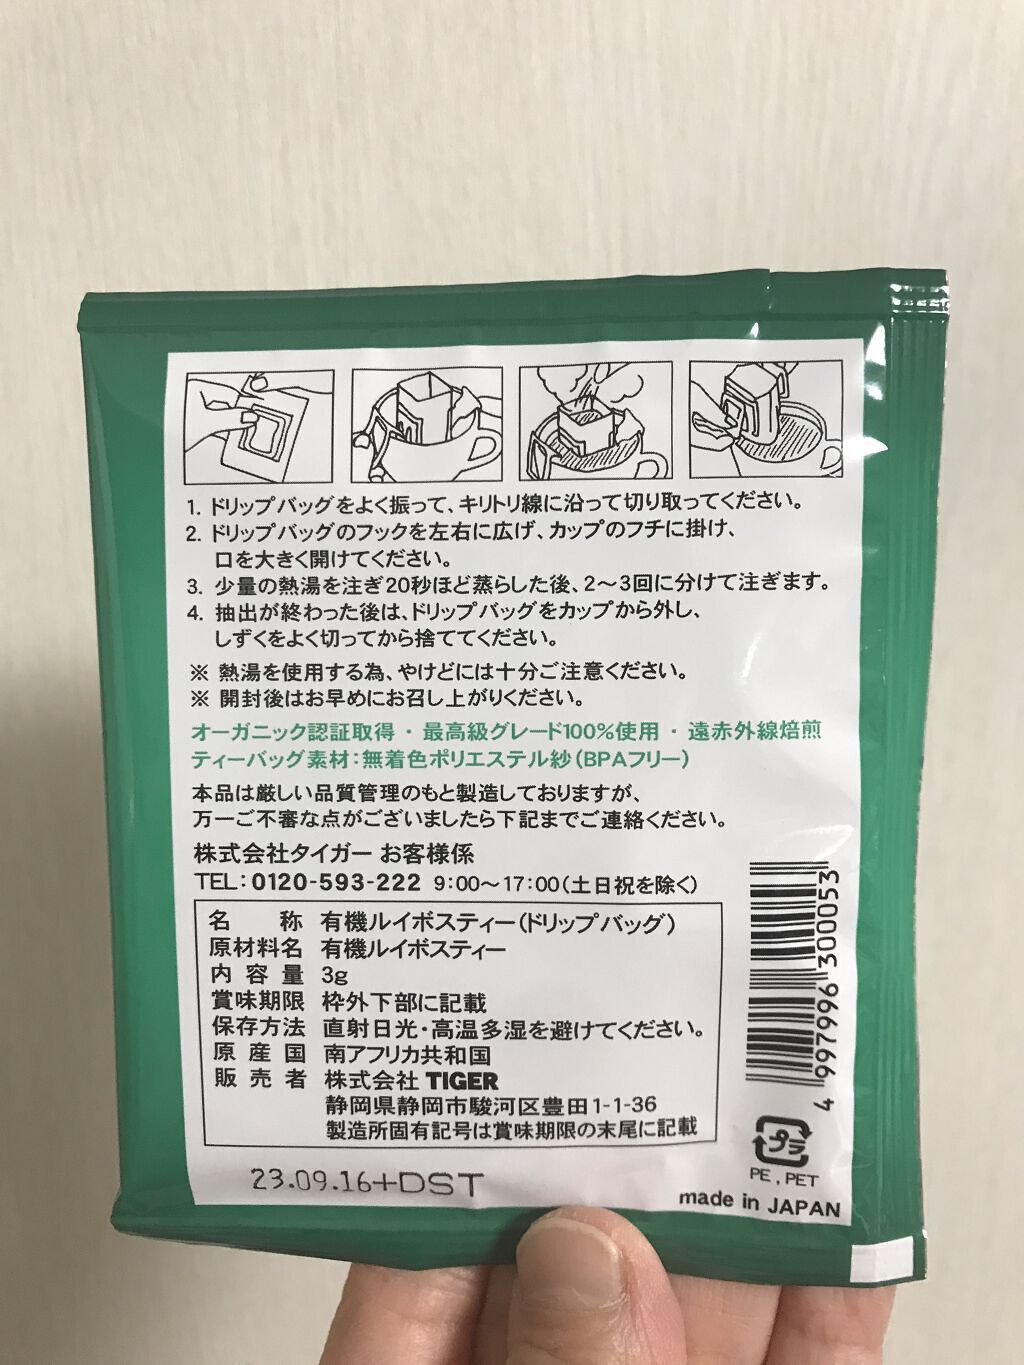 1. ドリップバッグをよく振って、キリトリ線に沿って切り取ってください。
2. ドリップバッグのフックを左右に広げ、カップのフチに掛け、
口を大きく開けてください。
3. 少量の熱湯を注ぎ20秒ほど蒸らした後、2〜3回に分けて注ぎます。
4. 抽出が終わった後は、ドリップバッグをカップから外し、
しずくをよく切ってから捨ててください。
※ 熱湯を使用する為、やけどには十分ご注意ください。
※ 開封後はお早めにお召し上がりください。
オーガニック認証取得・最高級グレード100%使用・遠赤外線焙煎
ティーバッグ素材：無着色ポリエステル紗（BPAフリー）
本品は厳しい品質管理のもと製造しておりますが、
万一ご不審な点がございましたら下記までご連絡ください。
株式会社タイガー お客様係
TEL：0120-593-222 9:00〜17:00（土日祝を除く）
名称 有機ルイボスティー（ドリップバッグ）
原材料名 有機ルイボスティー
内容量 3g
賞味期限 枠外下部に記載
保存方法 直射日光・高温多湿を避けてください。
原産国 南アフリカ共和国
販売者 株式会社 TIGER
静岡県静岡市駿河区豊田1-1-36
製造所固有記号は賞味期限の末尾に記載
23.09.16+DST
4 997996 300053
プラ
PE , PET
made in JAPAN